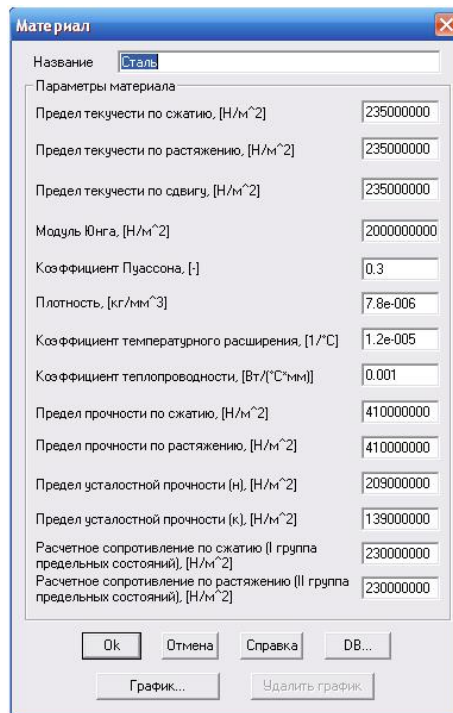 Материал
Название Сталь
Параметры материала
Предел текучести по сжатию, [Н/м^2] 235000000
Предел текучести по растяжению, [Н/м^2] 235000000
Предел текучести по сдвигу, [Н/м^2] 235000000
Модуль Юнга, [Н/м^2] 2000000000
Коэффициент Пуассона, [-] 0.3
Плотность, [кг/мм^3] 7.8e-006
Коэффициент температурного расширения, [1/°C] 1.2e-005
Коэффициент теплопроводности, [Вт/(°C*мм)] 0.001
Предел прочности по сжатию, [Н/м^2] 410000000
Предел прочности по растяжению, [Н/м^2] 410000000
Предел усталостной прочности (н), [Н/м^2] 209000000
Предел усталостной прочности (к), [Н/м^2] 139000000
Расчетное сопротивление по сжатию (I группа
предельных состояний), [Н/м^2] 230000000
Расчетное сопротивление по растяжению (II группа
предельных состояний), [Н/м^2] 230000000
Ok Отмена Справка DB...
График... Удалить график